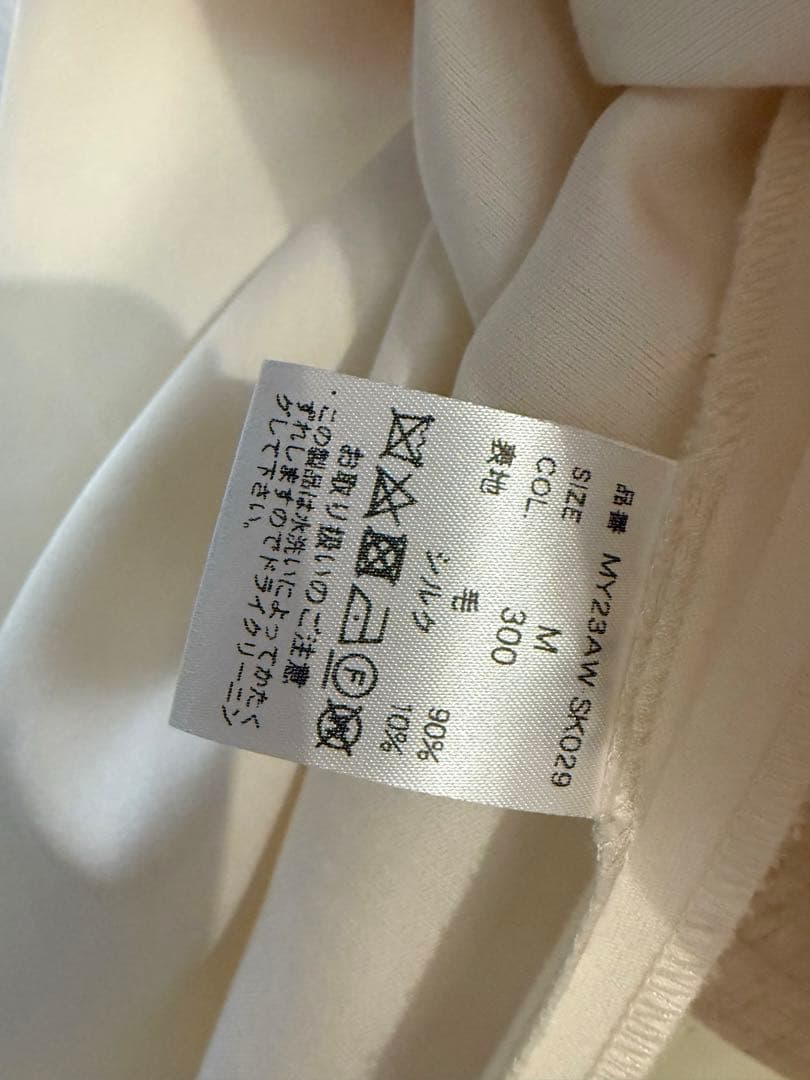 品番 MY23AW SK029
SIZE M
COL. 300
表地 毛 90%
シルク 10%
F
お取り扱いのご注意
・この製品は水洗いによってかたく
ずれしますのでドライクリーニン
グして下さい。